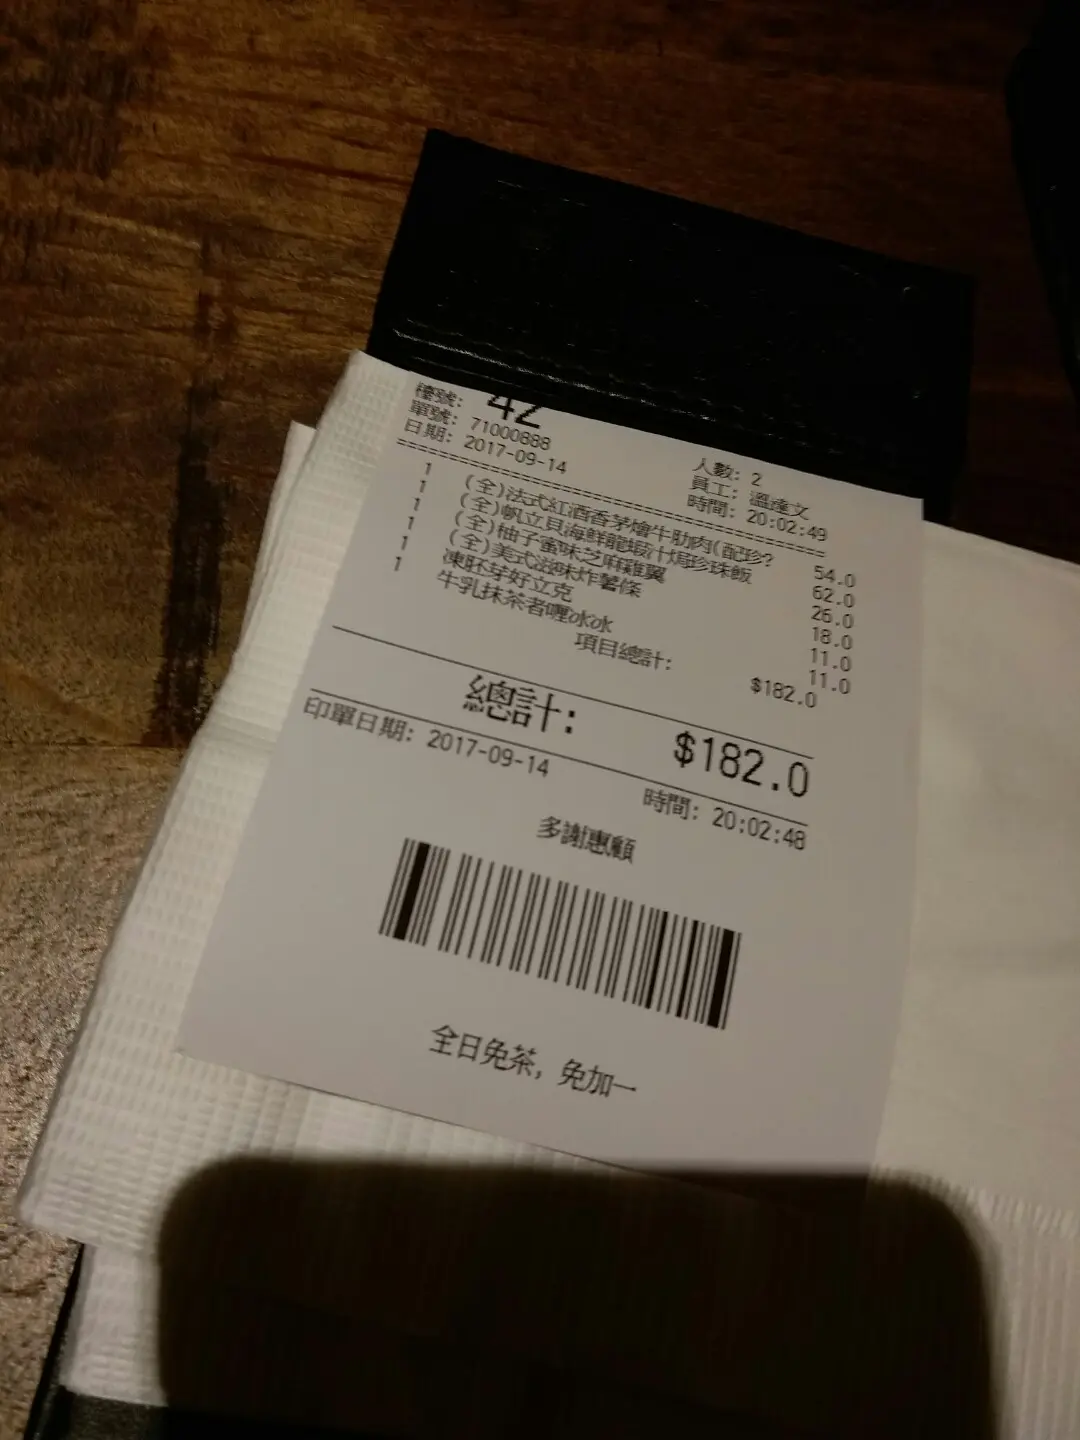 檯號: 42
單號: 71000888 人數: 2
日期: 2017-09-14 員工: 溫達文
時間: 20:02:49
1 (全)法式紅酒香茅燴牛肋肉(配珍? 54.0
1 (全)帆立貝海鮮龍蝦汁焗珍珠飯 62.0
1 (全)柚子蜜味芝麻雞翼 26.0
1 (全)美式滋味炸薯條 18.0
1 凍胚芽好立克 11.0
1 牛乳抹茶者喱冰冰 11.0
項目總計: $182.0
總計: $182.0
印單日期: 2017-09-14 時間: 20:02:48
多謝惠顧
全日免茶, 免加一